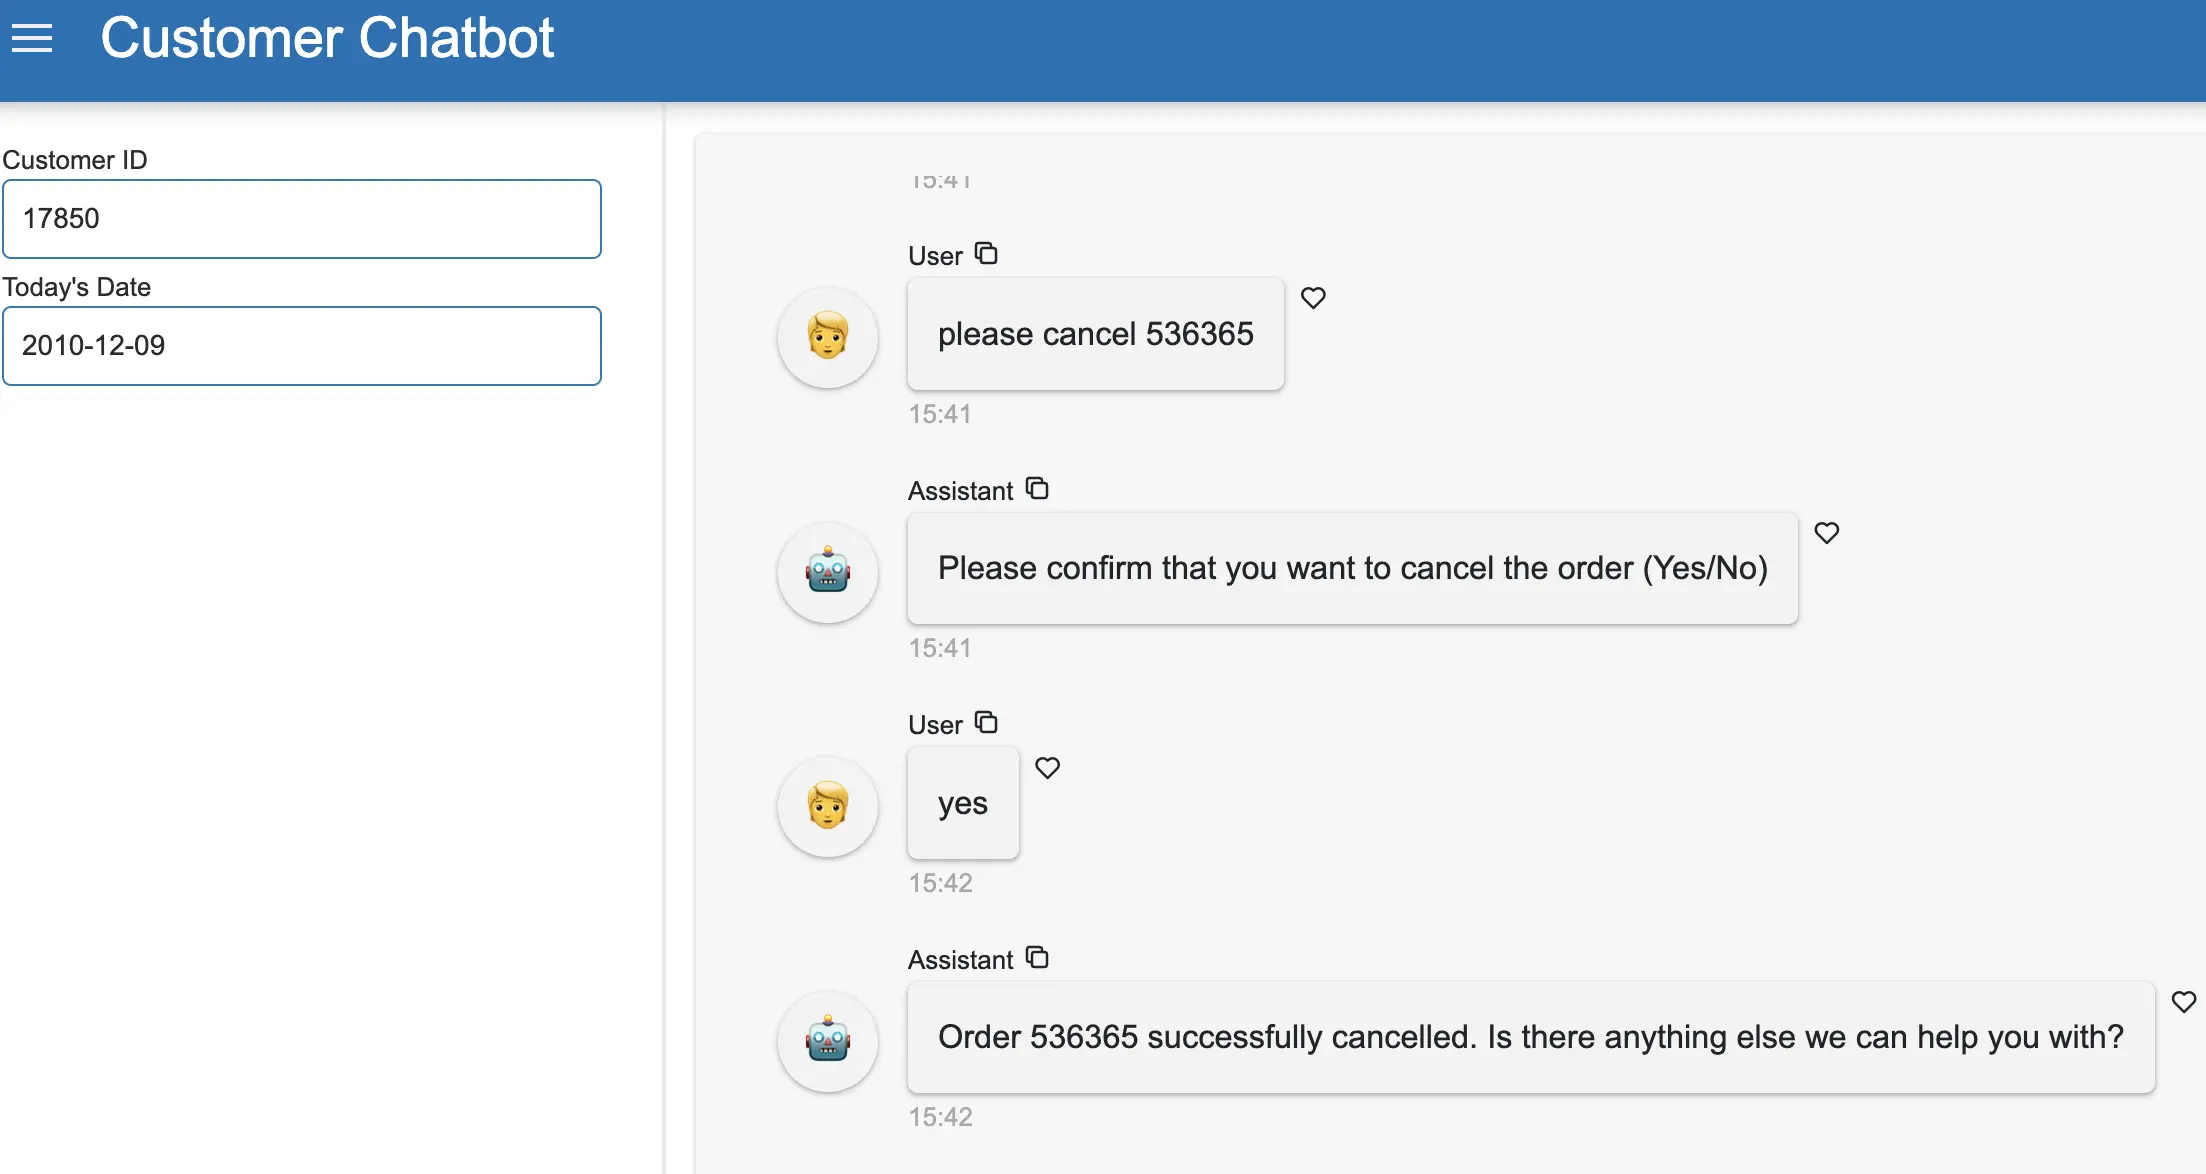 Customer Chatbot
Customer ID
17850
Today's Date
2010-12-09
15:41
User
please cancel 536365
15:41
Assistant
Please confirm that you want to cancel the order (Yes/No)
15:41
User
yes
15:42
Assistant
Order 536365 successfully cancelled. Is there anything else we can help you with?
15:42